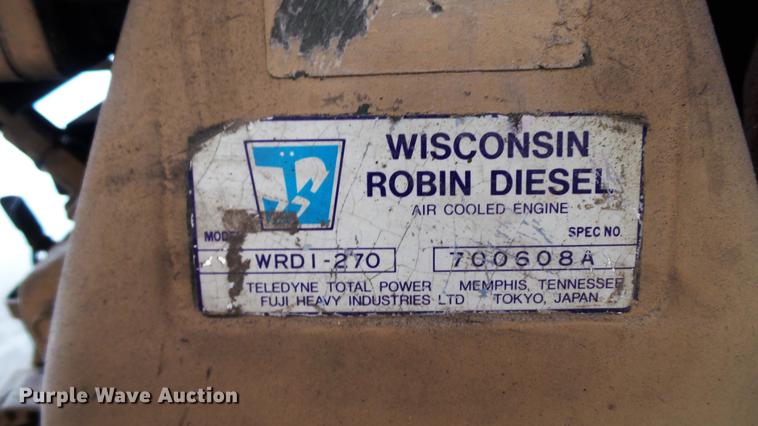 WISCONSIN
ROBIN DIESEL
AIR COOLED ENGINE
MODEL SPEC NO.
WRD1-270 700608A
TELEDYNE TOTAL POWER MEMPHIS, TENNESSEE
FUJI HEAVY INDUSTRIES LTD TOKYO, JAPAN
Purple Wave Auction